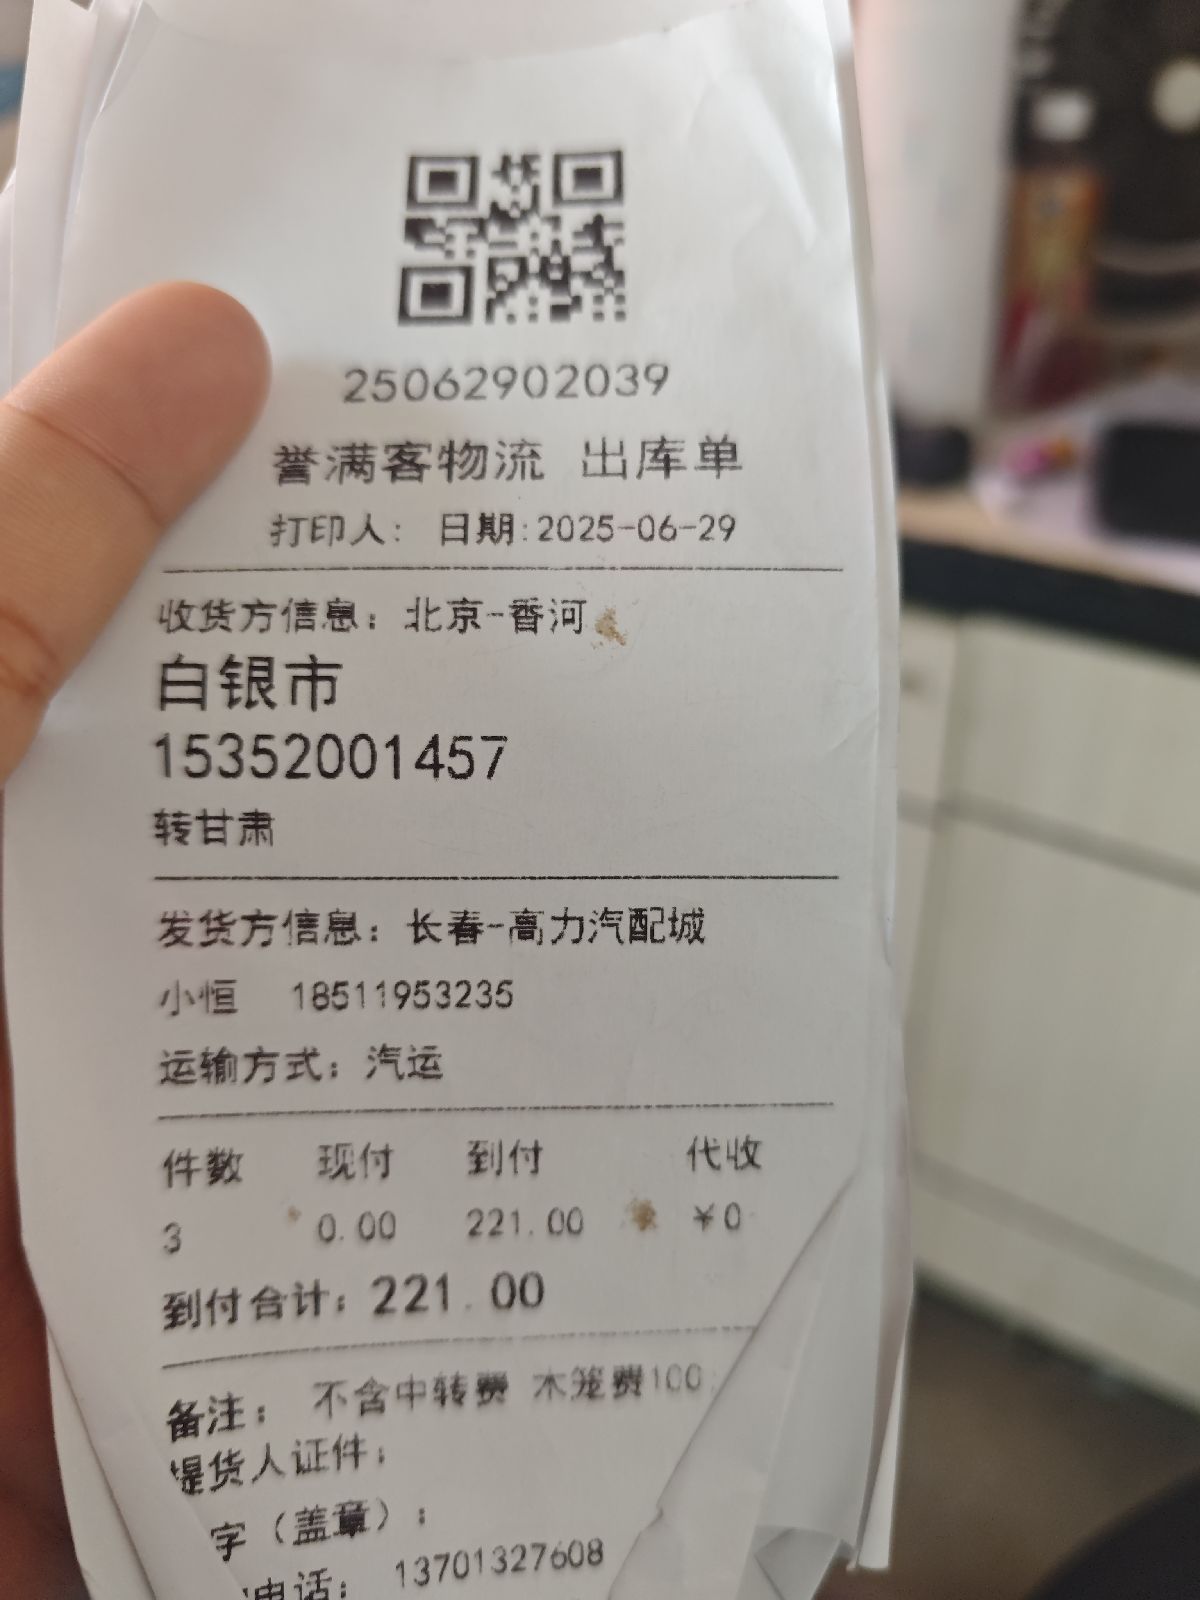 25062902039
誉满客物流 出库单
打印人: 日期:2025-06-29
收货方信息: 北京-香河
白银市
15352001457
转甘肃
发货方信息: 长春-高力汽配城
小恒 18511953235
运输方式: 汽运
件数 现付 到付 代收
3 0.00 221.00 ¥0
到付合计: 221.00
备注: 不含中转费 木笼费100;
提货人证件:
字(盖章):
电话: 13701327608